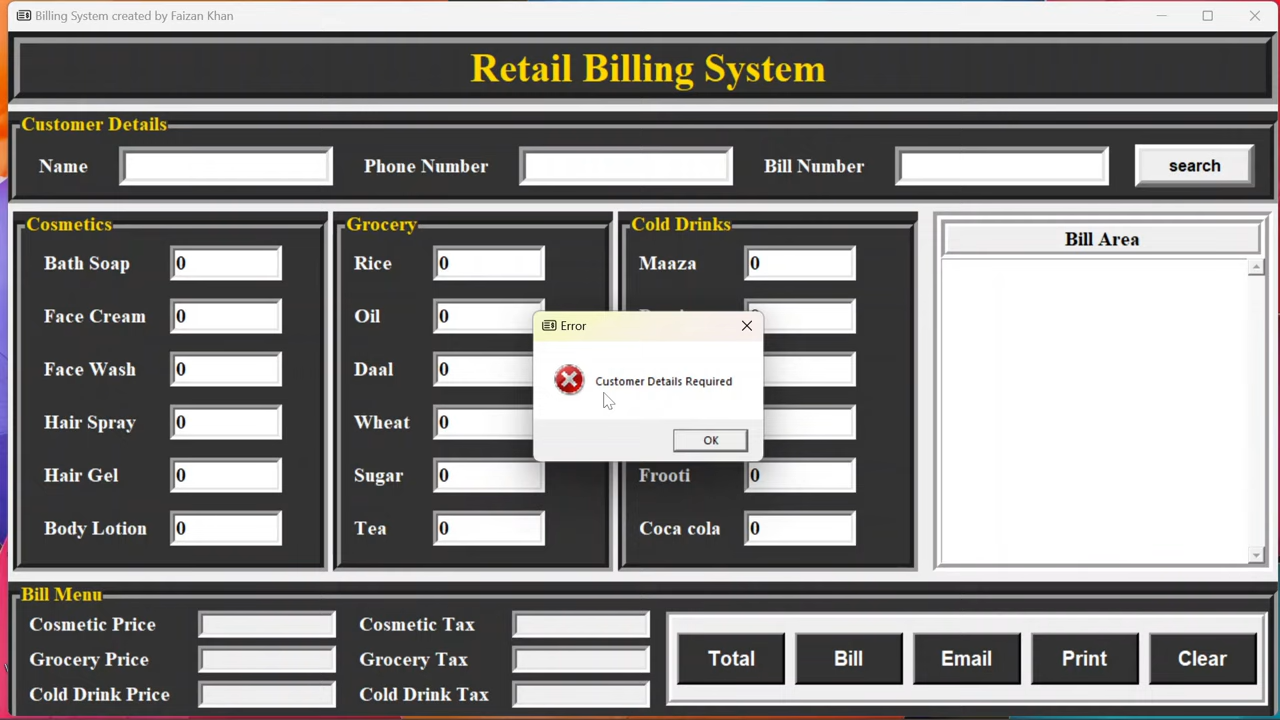 Billing System created by Faizan Khan
Retail Billing System
Customer Details
Name Phone Number Bill Number search
Cosmetics Grocery Cold Drinks Bill Area
Bath Soap 0 Rice 0 Maaza 0
Face Cream 0 Oil 0
Error
Face Wash 0 Daal 0
Customer Details Required
Hair Spray 0 Wheat 0
OK
Hair Gel 0 Sugar 0 Frooti 0
Body Lotion 0 Tea 0 Coca cola 0
Bill Menu
Cosmetic Price Cosmetic Tax
Grocery Price Grocery Tax
Total Bill Email Print Clear
Cold Drink Price Cold Drink Tax